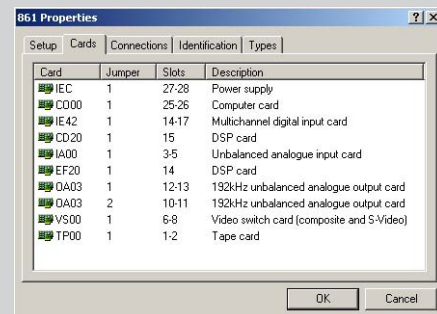 861 Properties
Setup Cards Connections Identification Types
Card Jumper Slots Description
IEC 1 27-28 Power supply
CO00 1 25-26 Computer card
IE42 1 14-17 Multichannel digital input card
CD20 1 15 DSP card
IA00 1 3-5 Unbalanced analogue input card
EF20 1 14 DSP card
OA03 1 12-13 192kHz unbalanced analogue output card
OA03 2 10-11 192kHz unbalanced analogue output card
VS00 1 6-8 Video switch card (composite and S-Video)
TP00 1 1-2 Tape card
OK Cancel